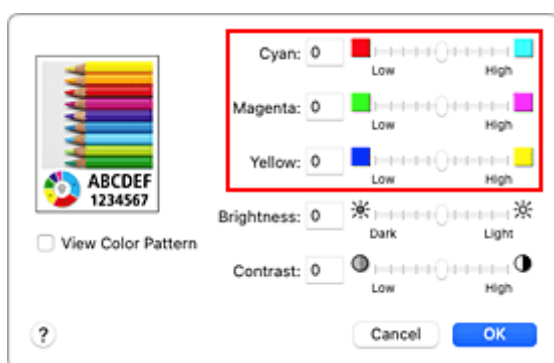 Cyan: 0
Low High
Magenta: 0
Low High
Yellow: 0
Low High
ABCDEF
1234567
Brightness: 0
Dark Light
View Color Pattern
Contrast: 0
Low High
? Cancel OK